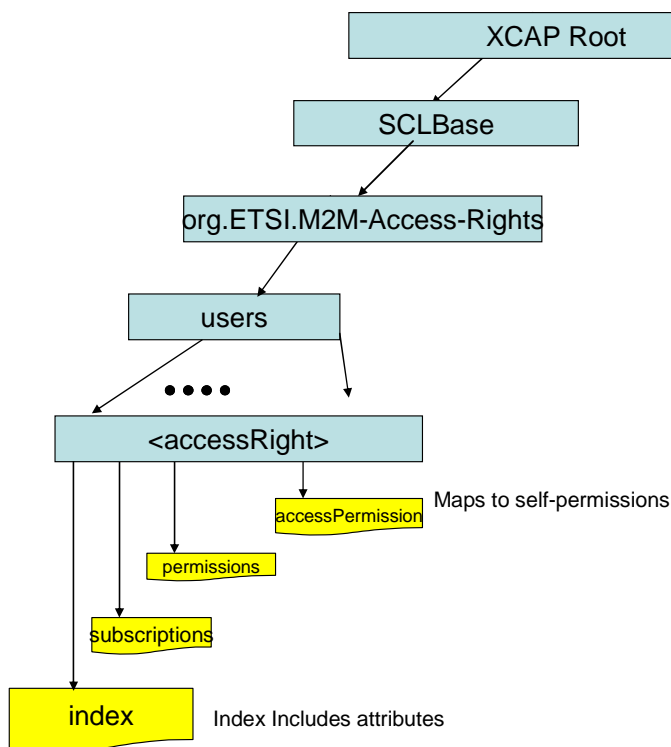 XCAP Root
SCLBase
org.ETSI.M2M-Access-Rights
users
<accessRight>
accessPermission
Maps to self-permissions
permissions
subscriptions
index
Index Includes attributes